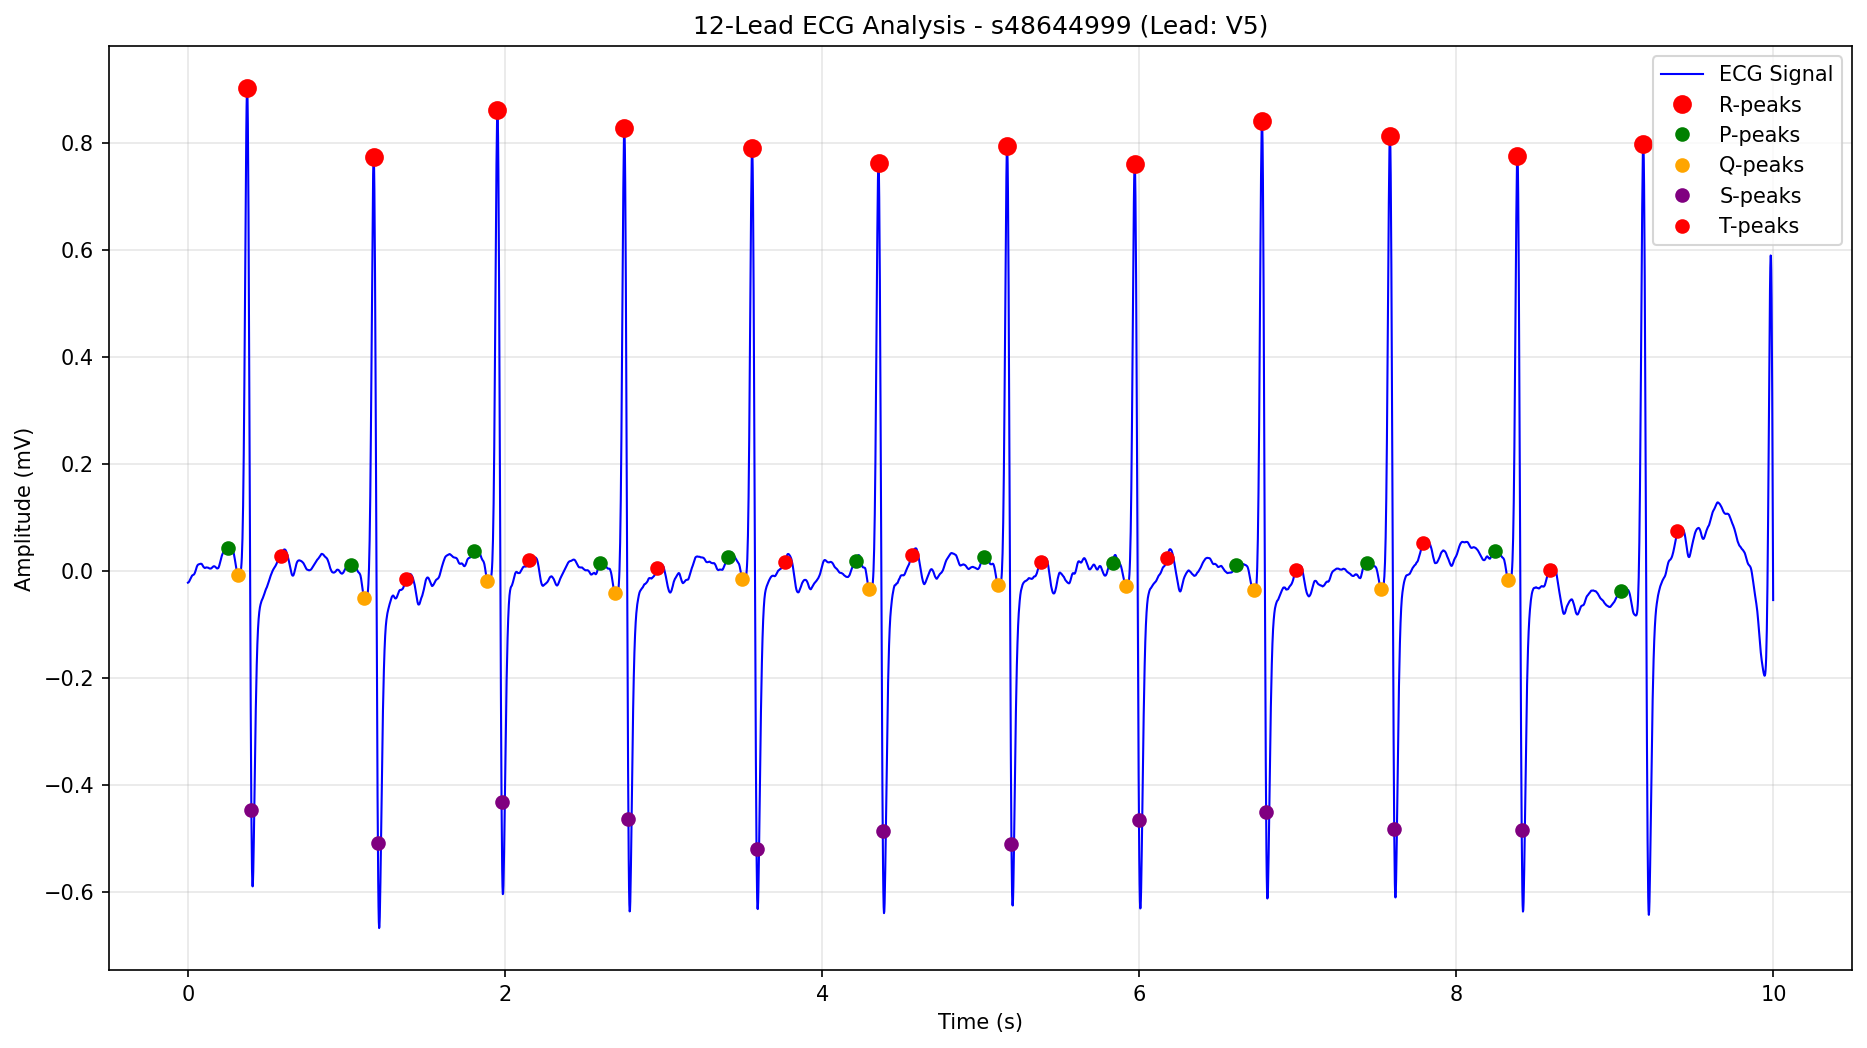 12-Lead ECG Analysis - s48644999 (Lead: V5)
ECG Signal
R-peaks
P-peaks
Q-peaks
S-peaks
T-peaks
Amplitude (mV)
0.8
0.6
0.4
0.2
0.0
−0.2
−0.4
−0.6
0 2 4 6 8 10
Time (s)